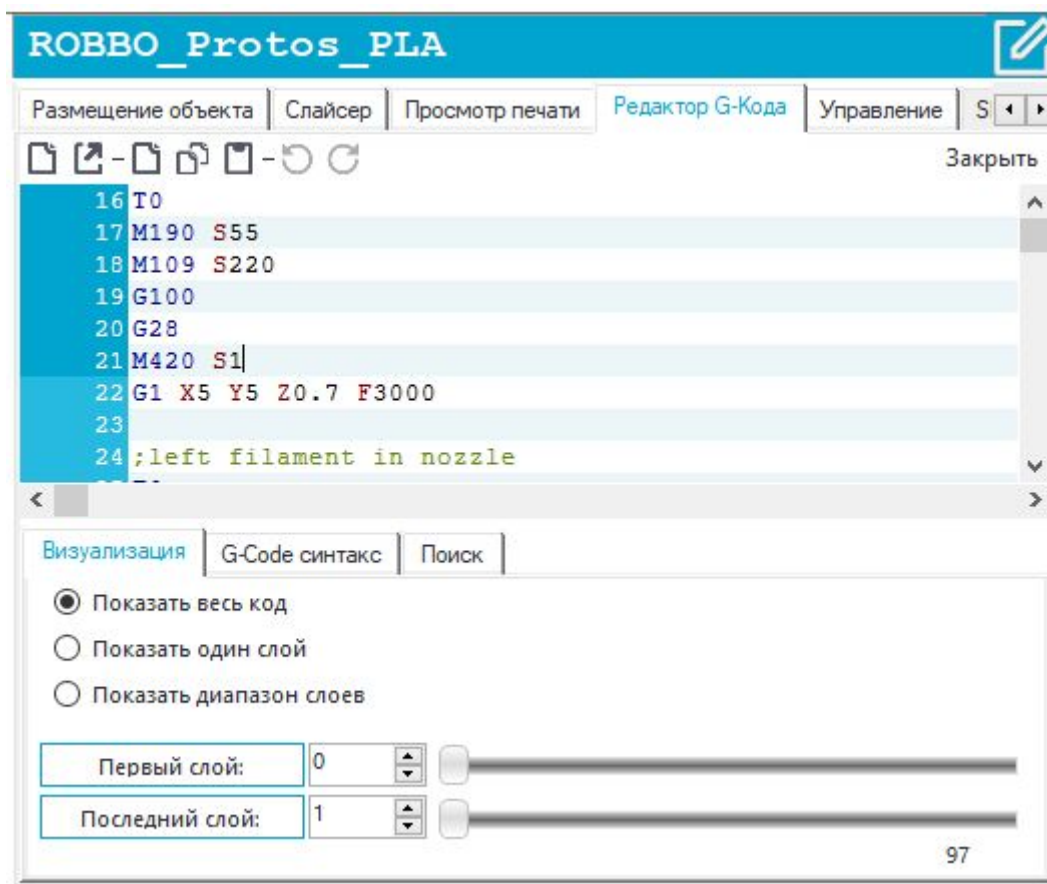 ROBBO_Protos_PLA
Размещение объекта Слайсер Просмотр печати Редактор G-Кода Управление S
Закрыть
16 T0
17 M190 S55
18 M109 S220
19 G100
20 G28
21 M420 S1
22 G1 X5 Y5 Z0.7 F3000
23
24 ;left filament in nozzle
Визуализация G-Code синтакс Поиск
Показать весь код
Показать один слой
Показать диапазон слоев
Первый слой: 0
Последний слой: 1
97